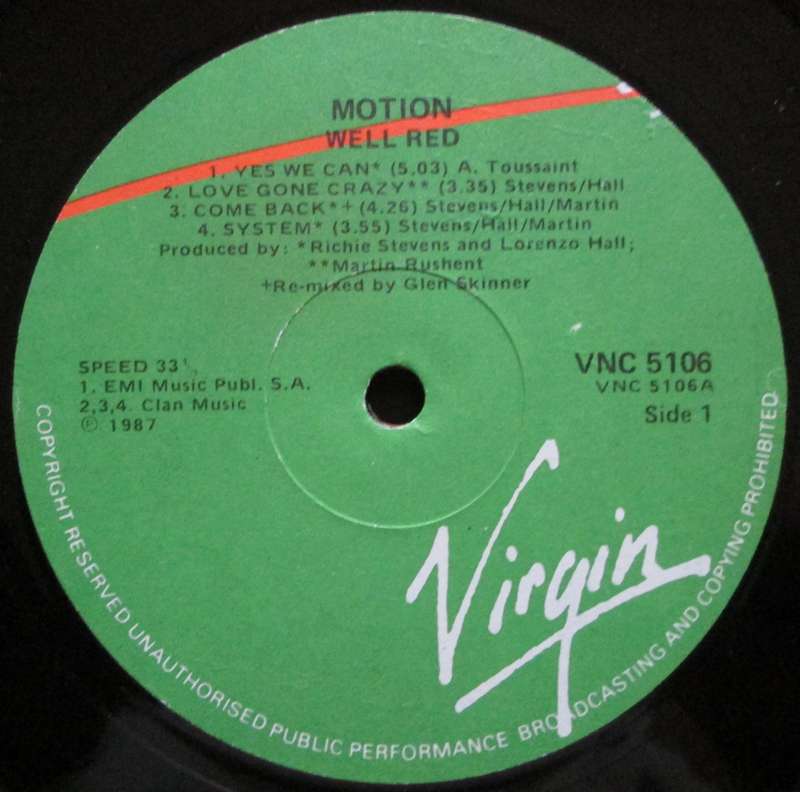 MOTION
WELL RED
1. YES WE CAN* (5.03) A. Toussaint
2. LOVE GONE CRAZY** (3.35) Stevens/Hall
3. COME BACK*+ (4.26) Stevens/Hall/Martin
4. SYSTEM* (3.55) Stevens/Hall/Martin
Produced by: *Richie Stevens and Lorenzo Hall;
**Martin Rushent
+Re-mixed by Glen Skinner
SPEED 33⅓
1. EMI Music Publ. S.A.
2,3,4. Clan Music
℗ 1987
VNC 5106
VNC 5106A
Side 1
Virgin
COPYRIGHT RESERVED UNAUTHORISED PUBLIC PERFORMANCE BROADCASTING AND COPYING PROHIBITED